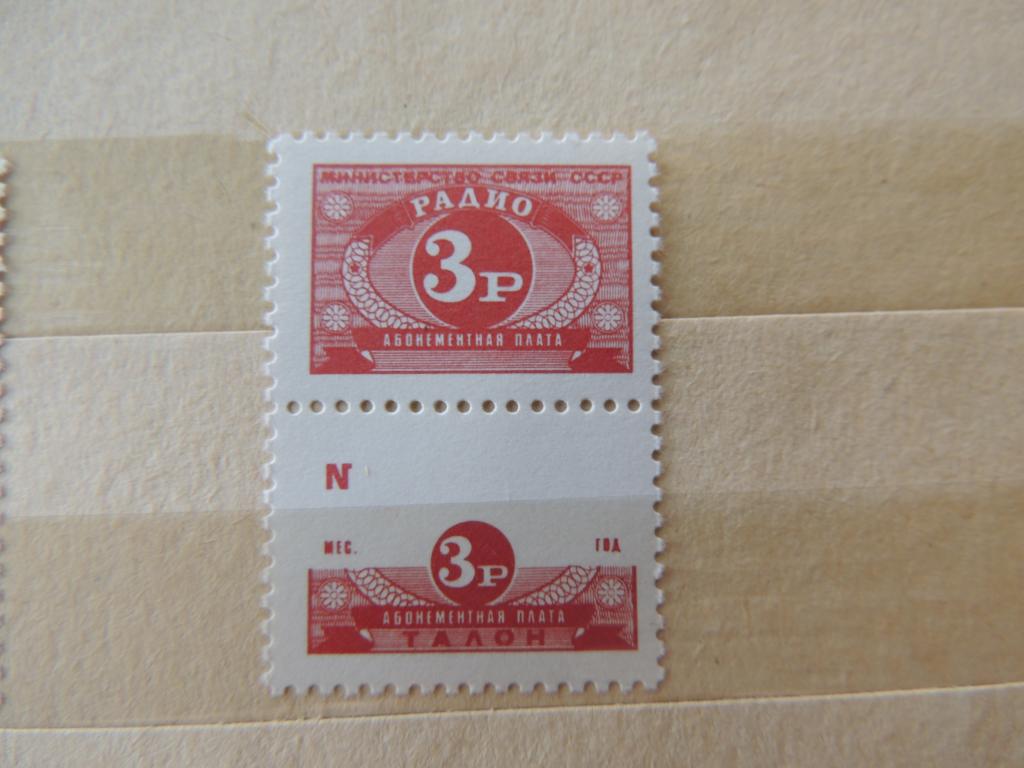 МИНИСТЕРСТВО СВЯЗИ СССР
РАДИО
3Р
АБОНЕМЕНТНАЯ ПЛАТА
N
МЕС. 3Р ГОД
АБОНЕМЕНТНАЯ ПЛАТА
ТАЛОН